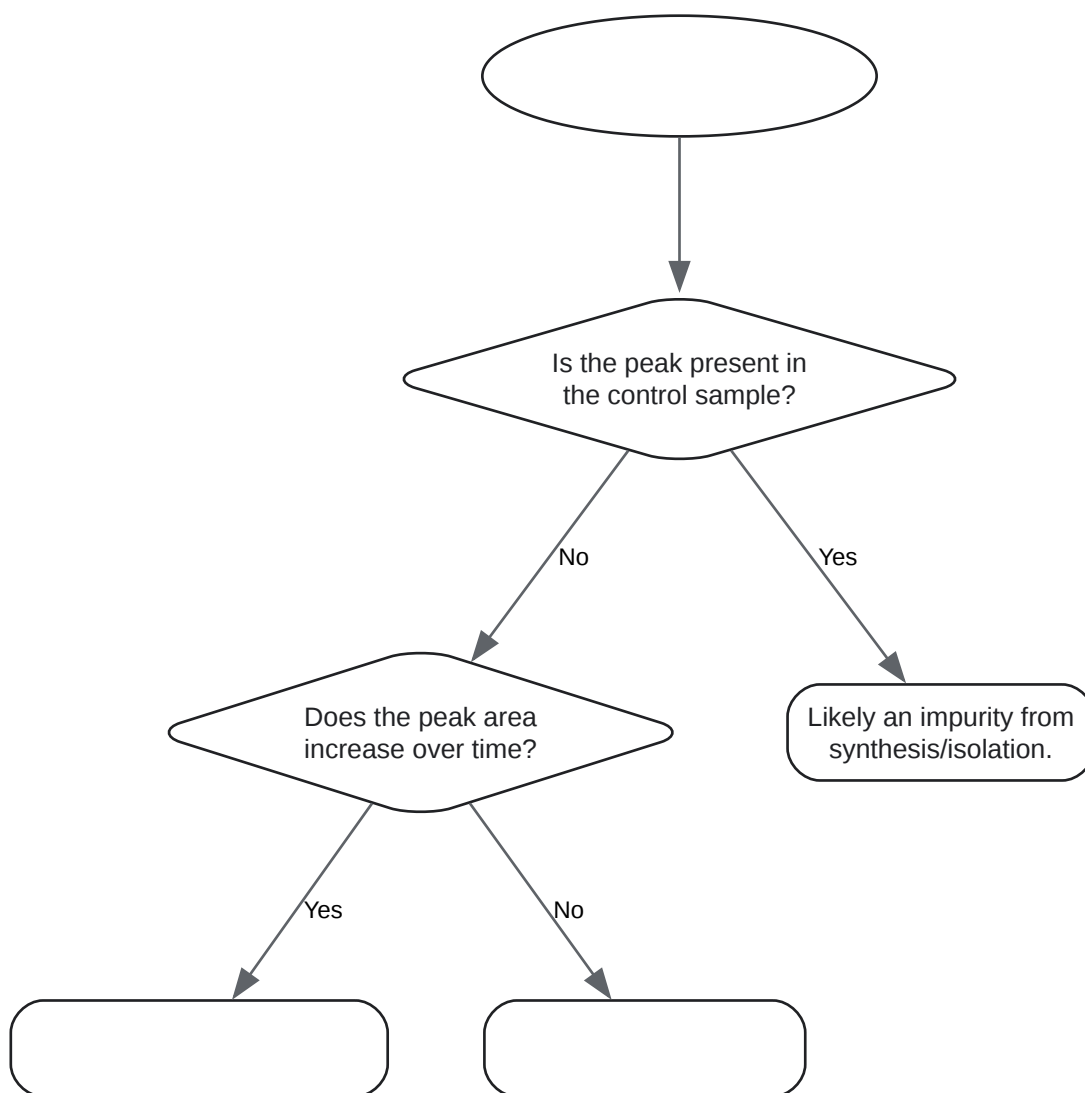 Is the peak present in
the control sample?
No
Yes
Does the peak area
increase over time?
Likely an impurity from
synthesis/isolation.
Yes
No